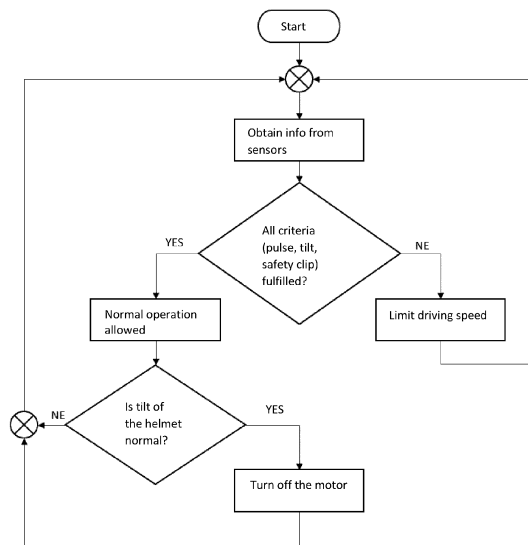 Start
Obtain info from
sensors
All criteria
(pulse, tilt,
safety clip)
fulfilled?
YES
NE
Normal operation
allowed
Limit driving speed
Is tilt of
the helmet
normal?
NE
YES
Turn off the motor